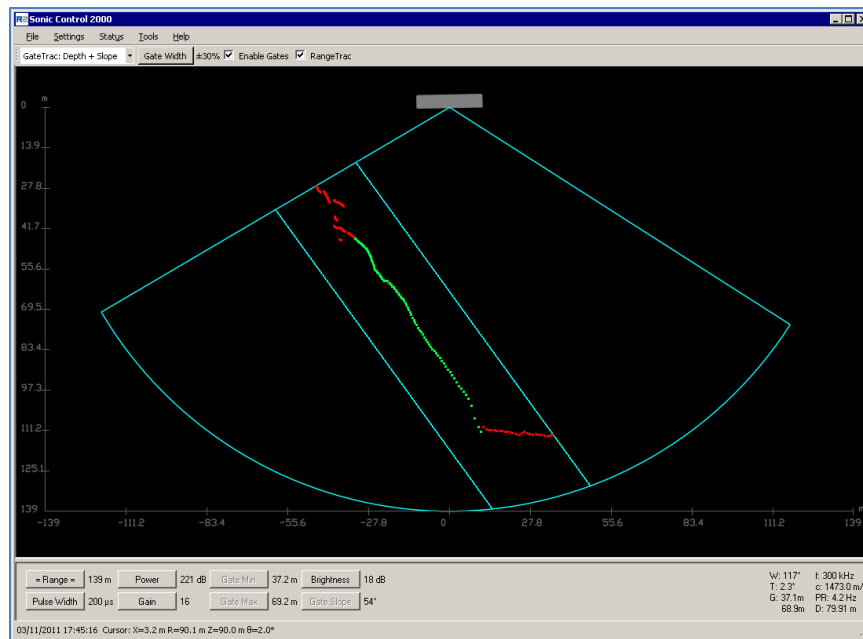 R2Sonic Control 2000
File Settings Status Tools Help
GateTrac: Depth + Slope Gate Width ±30% Enable Gates RangeTrac
m
0
13.9
27.8
41.7
55.6
69.5
83.4
97.3
111.2
125.1
139
-139 -111.2 -83.4 -55.6 -27.8 0 27.8 55.6 83.4 111.2 139 m
= Range = 139 m Power 221 dB Gate Min 37.2 m Brightness 18 dB
Pulse Width 200 µs Gain 16 Gate Max 69.2 m Gate Slope 54°
W: 117° f: 300 kHz
T: 2.3° c: 1473.0 m/s
G: 37.1m PR: 4.2 Hz
68.9m D: 79.91 m
03/11/2011 17:45:16 Cursor: X=3.2 m R=90.1 m Z=90.0 m θ=2.0°